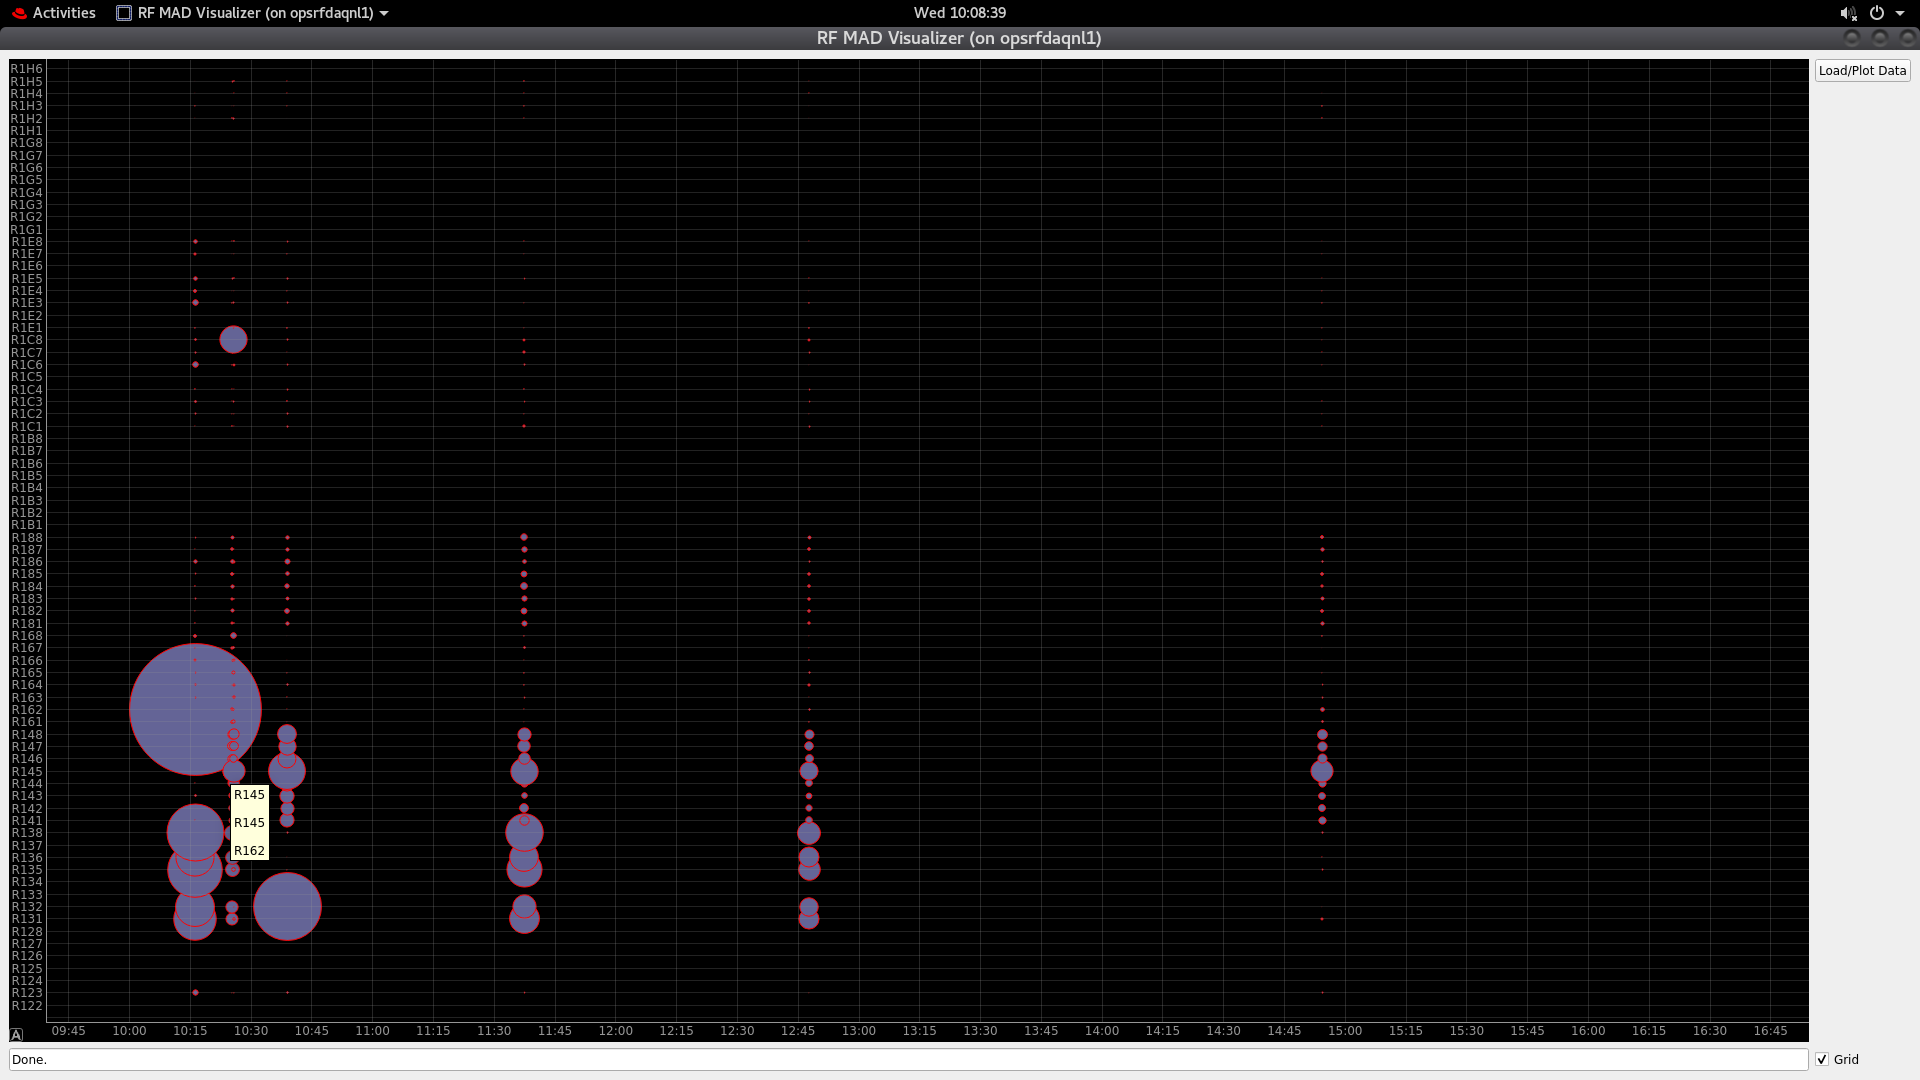 Activities
RF MAD Visualizer (on opsrfdaqnl1)
Wed 10:08:39
RF MAD Visualizer (on opsrfdaqnl1)
Load/Plot Data
R1H6
R1H5
R1H4
R1H3
R1H2
R1H1
R1G8
R1G7
R1G6
R1G5
R1G4
R1G3
R1G2
R1G1
R1E8
R1E7
R1E6
R1E5
R1E4
R1E3
R1E2
R1E1
R1C8
R1C7
R1C6
R1C5
R1C4
R1C3
R1C2
R1C1
R1B8
R1B7
R1B6
R1B5
R1B4
R1B3
R1B2
R1B1
R188
R187
R186
R185
R184
R183
R182
R181
R168
R167
R166
R165
R164
R163
R162
R161
R148
R147
R146
R145
R144
R143
R142
R141
R138
R137
R136
R135
R134
R133
R132
R131
R128
R127
R126
R125
R124
R123
R122
R145
R145
R162
A
09:45 10:00 10:15 10:30 10:45 11:00 11:15 11:30 11:45 12:00 12:15 12:30 12:45 13:00 13:15 13:30 13:45 14:00 14:15 14:30 14:45 15:00 15:15 15:30 15:45 16:00 16:15 16:30 16:45
Done.
Grid